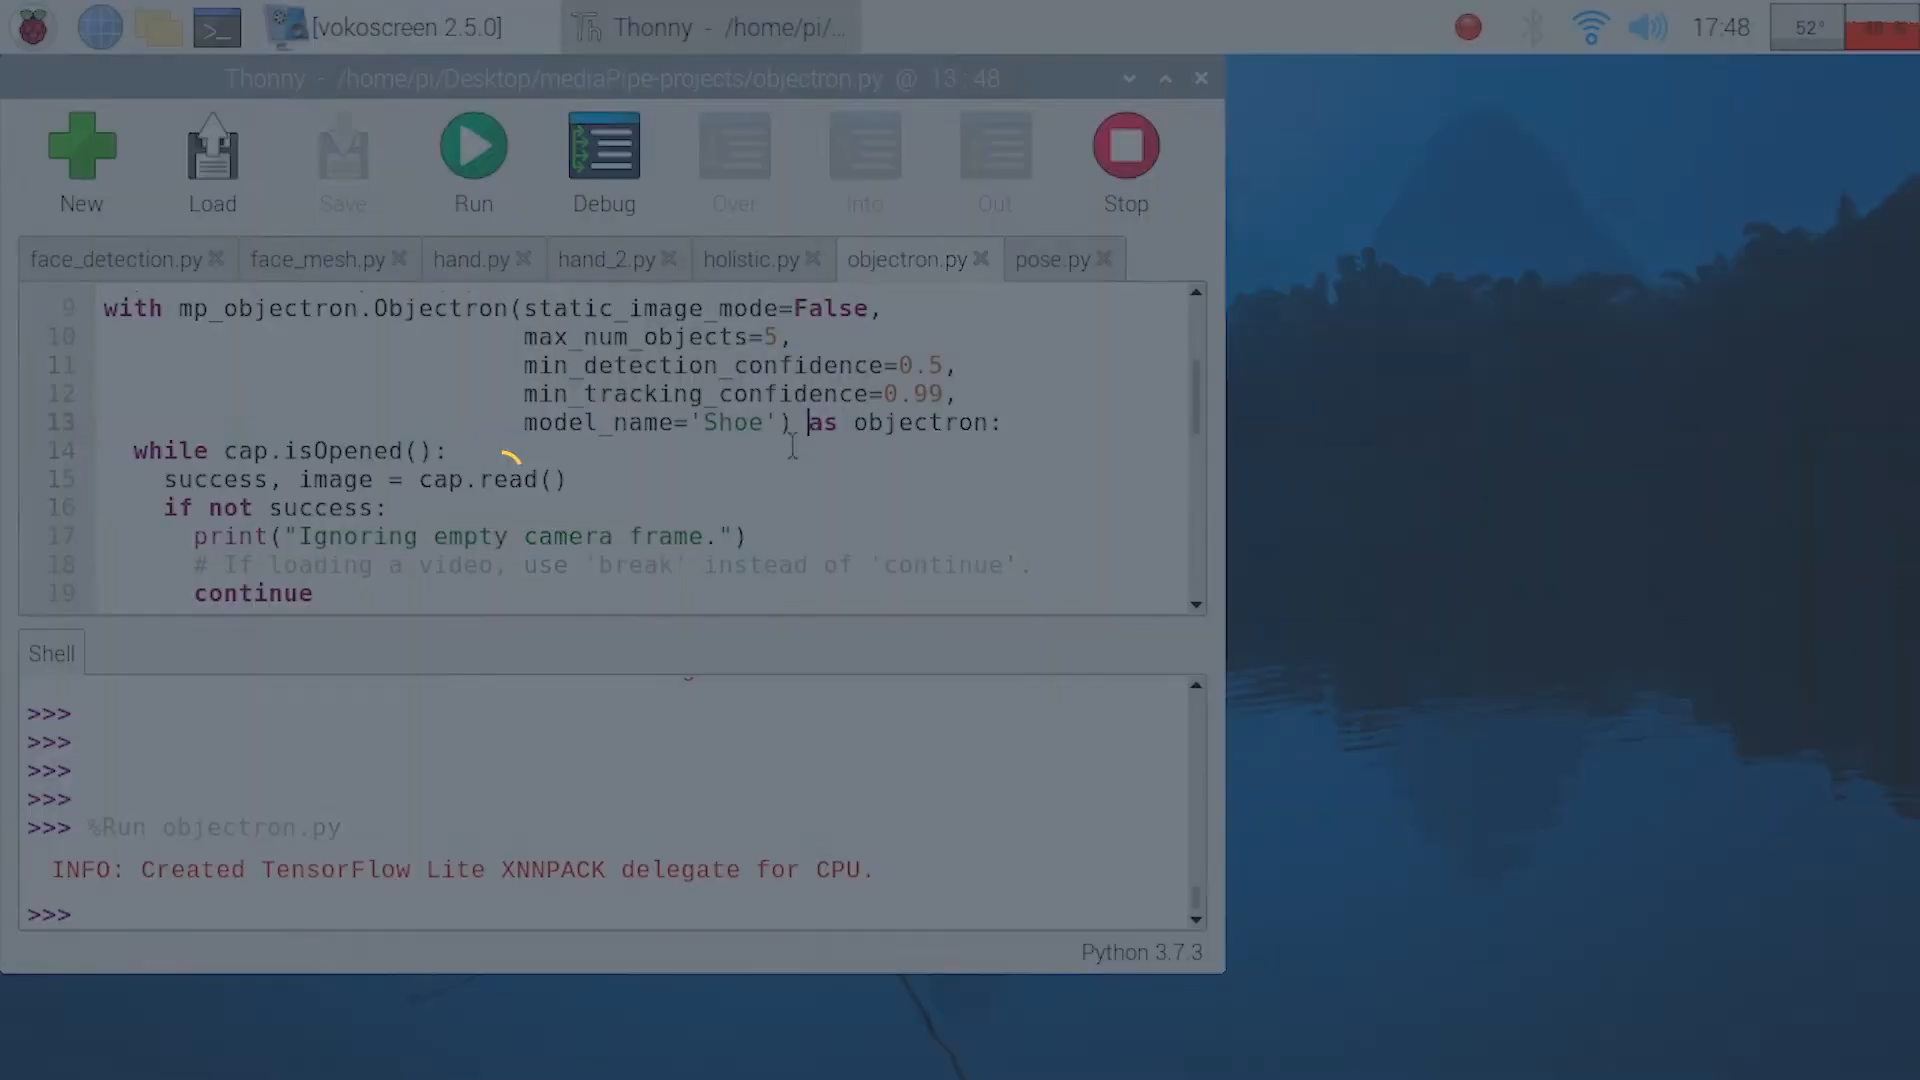 [vokoscreen 2.5.0]
Thonny - /home/pi/...
17:48
52°
Thonny - /home/pi/Desktop/mediaPipe-projects/objectron.py @ 13 : 48
New
Load
Save
Run
Debug
Over
Into
Out
Stop
face_detection.py
face_mesh.py
hand.py
hand_2.py
holistic.py
objectron.py
pose.py
9 with mp_objectron.Objectron(static_image_mode=False,
10 max_num_objects=5,
11 min_detection_confidence=0.5,
12 min_tracking_confidence=0.99,
13 model_name='Shoe') as objectron:
14 while cap.isOpened():
15 success, image = cap.read()
16 if not success:
17 print("Ignoring empty camera frame.")
18 # If loading a video, use 'break' instead of 'continue'.
19 continue
Shell
>>>
>>>
>>>
>>>
>>> %Run objectron.py
INFO: Created TensorFlow Lite XNNPACK delegate for CPU.
>>>
Python 3.7.3